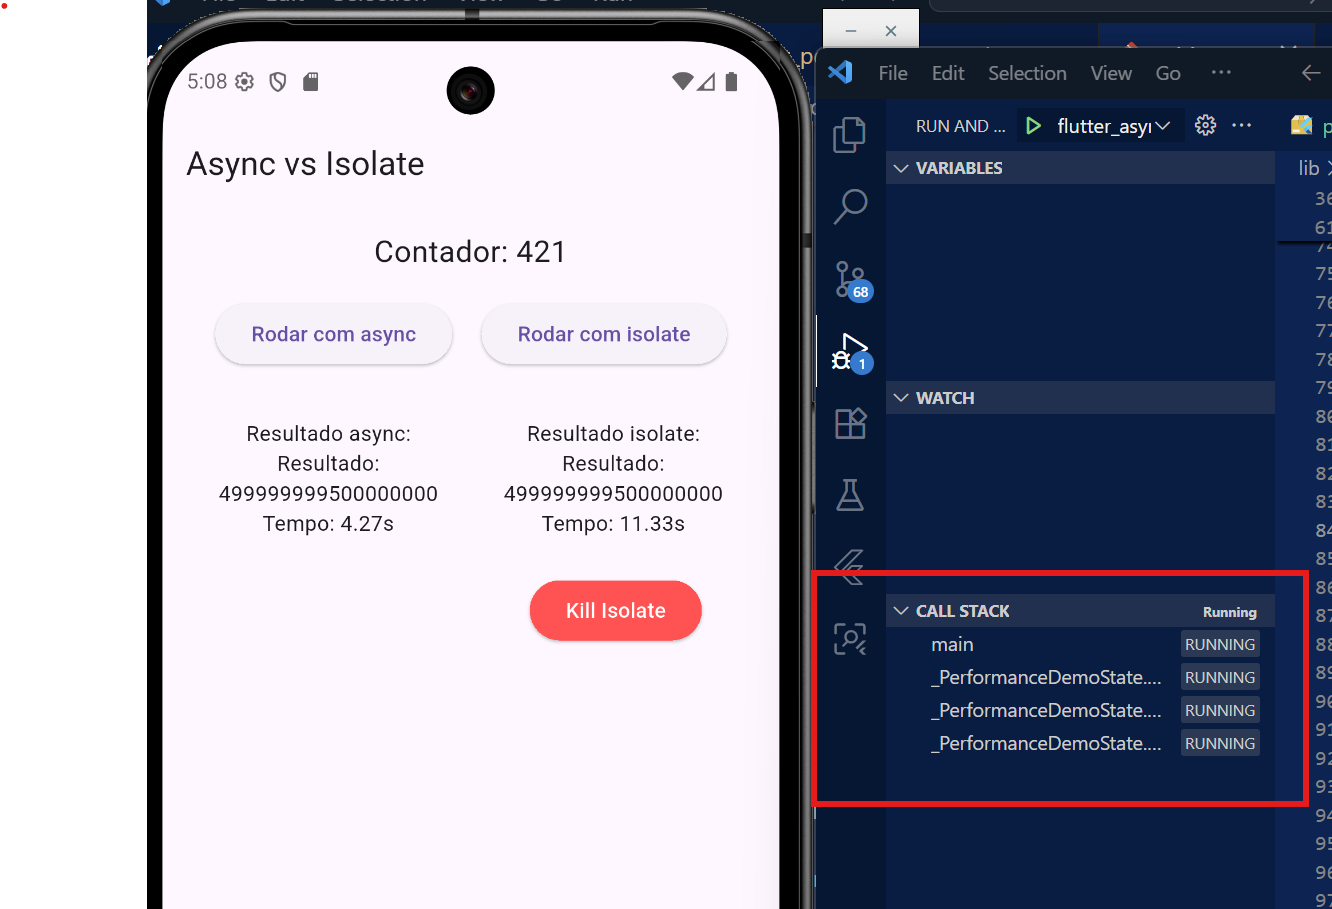 5:08
Async vs Isolate
Contador: 421
Rodar com async
Rodar com isolate
Resultado async:
Resultado:
499999999500000000
Tempo: 4.27s
Resultado isolate:
Resultado:
499999999500000000
Tempo: 11.33s
Kill Isolate
File Edit Selection View Go ···
RUN AND ...
flutter_asyı
VARIABLES
68
1
WATCH
CALL STACK
Running
main RUNNING
_PerformanceDemoState.... RUNNING
_PerformanceDemoState.... RUNNING
_PerformanceDemoState.... RUNNING
lib
36
61
74
75
76
77
78
79
80
81
82
83
84
85
86
87
88
89
90
91
92
93
94
95
96
97